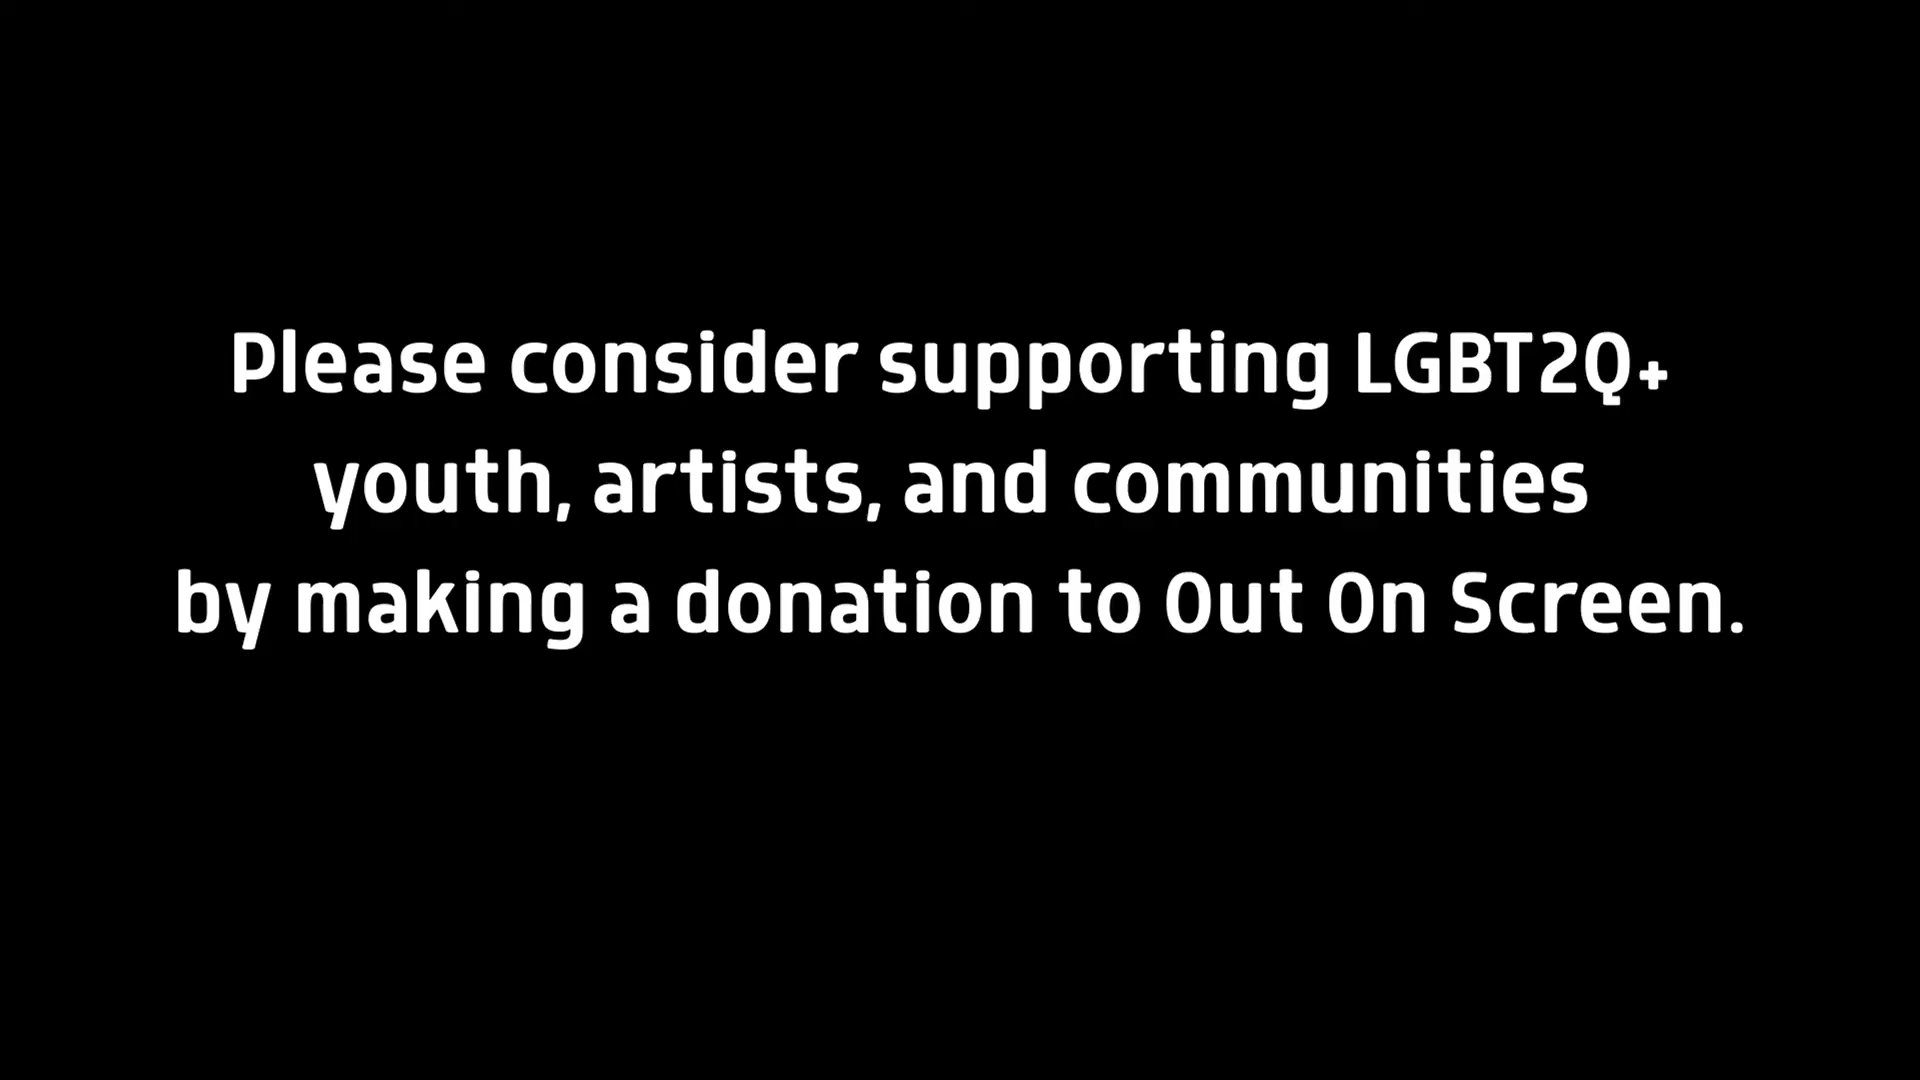 Please consider supporting LGBT2Q+
youth, artists, and communities
by making a donation to Out On Screen.